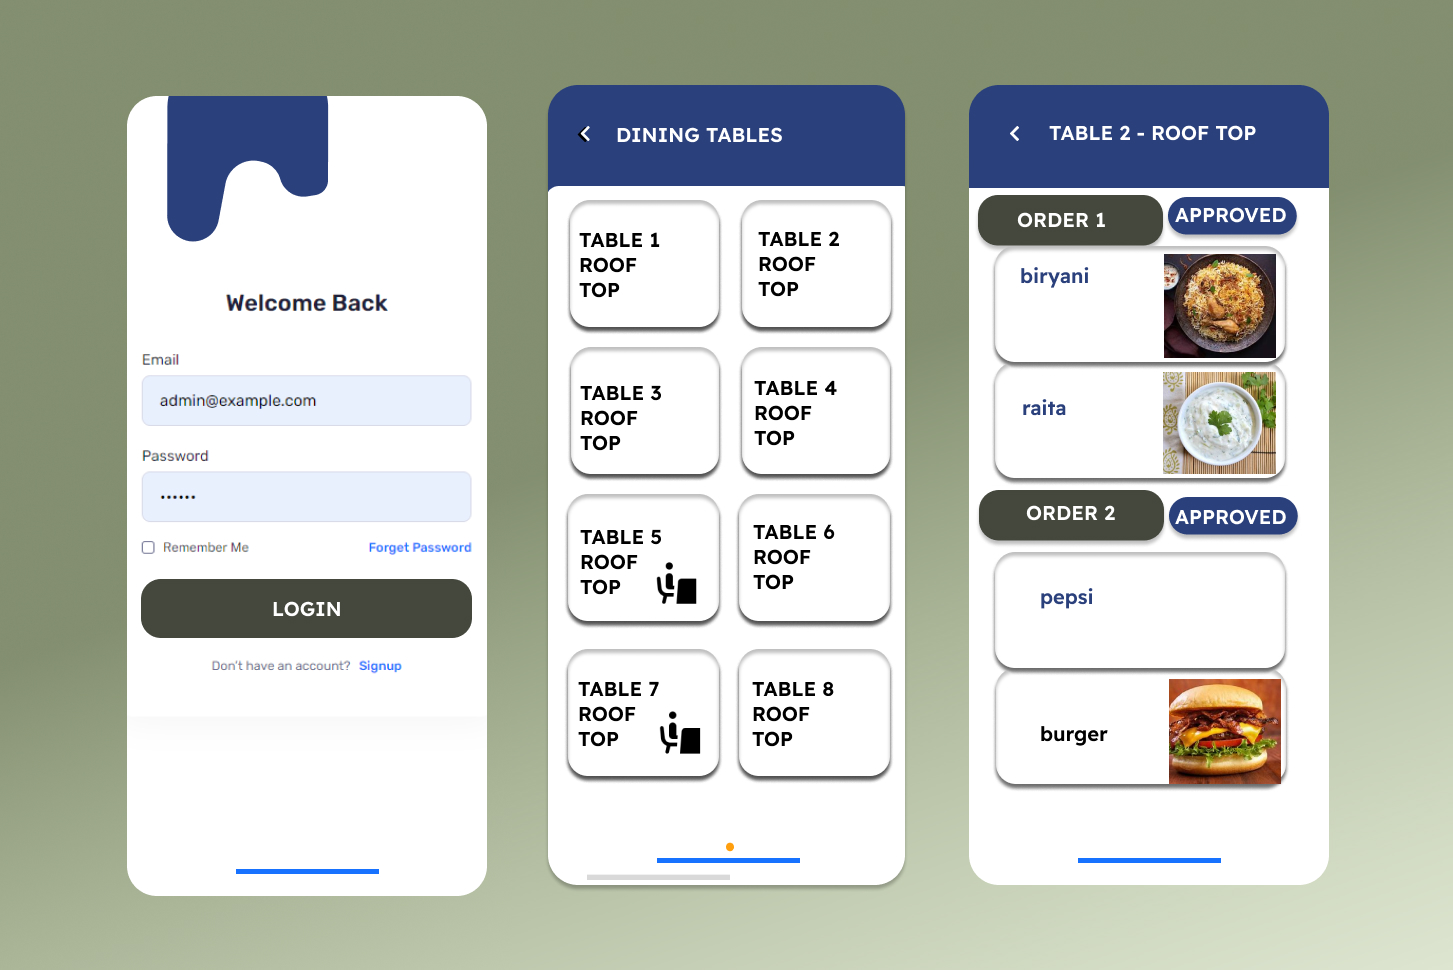 Welcome Back
Email
admin@example.com
Password
••••••
Remember Me
Forget Password
LOGIN
Don't have an account? Signup
DINING TABLES
TABLE 1
ROOF
TOP
TABLE 2
ROOF
TOP
TABLE 3
ROOF
TOP
TABLE 4
ROOF
TOP
TABLE 5
ROOF
TOP
TABLE 6
ROOF
TOP
TABLE 7
ROOF
TOP
TABLE 8
ROOF
TOP
TABLE 2 - ROOF TOP
ORDER 1
APPROVED
biryani
raita
ORDER 2
APPROVED
pepsi
burger